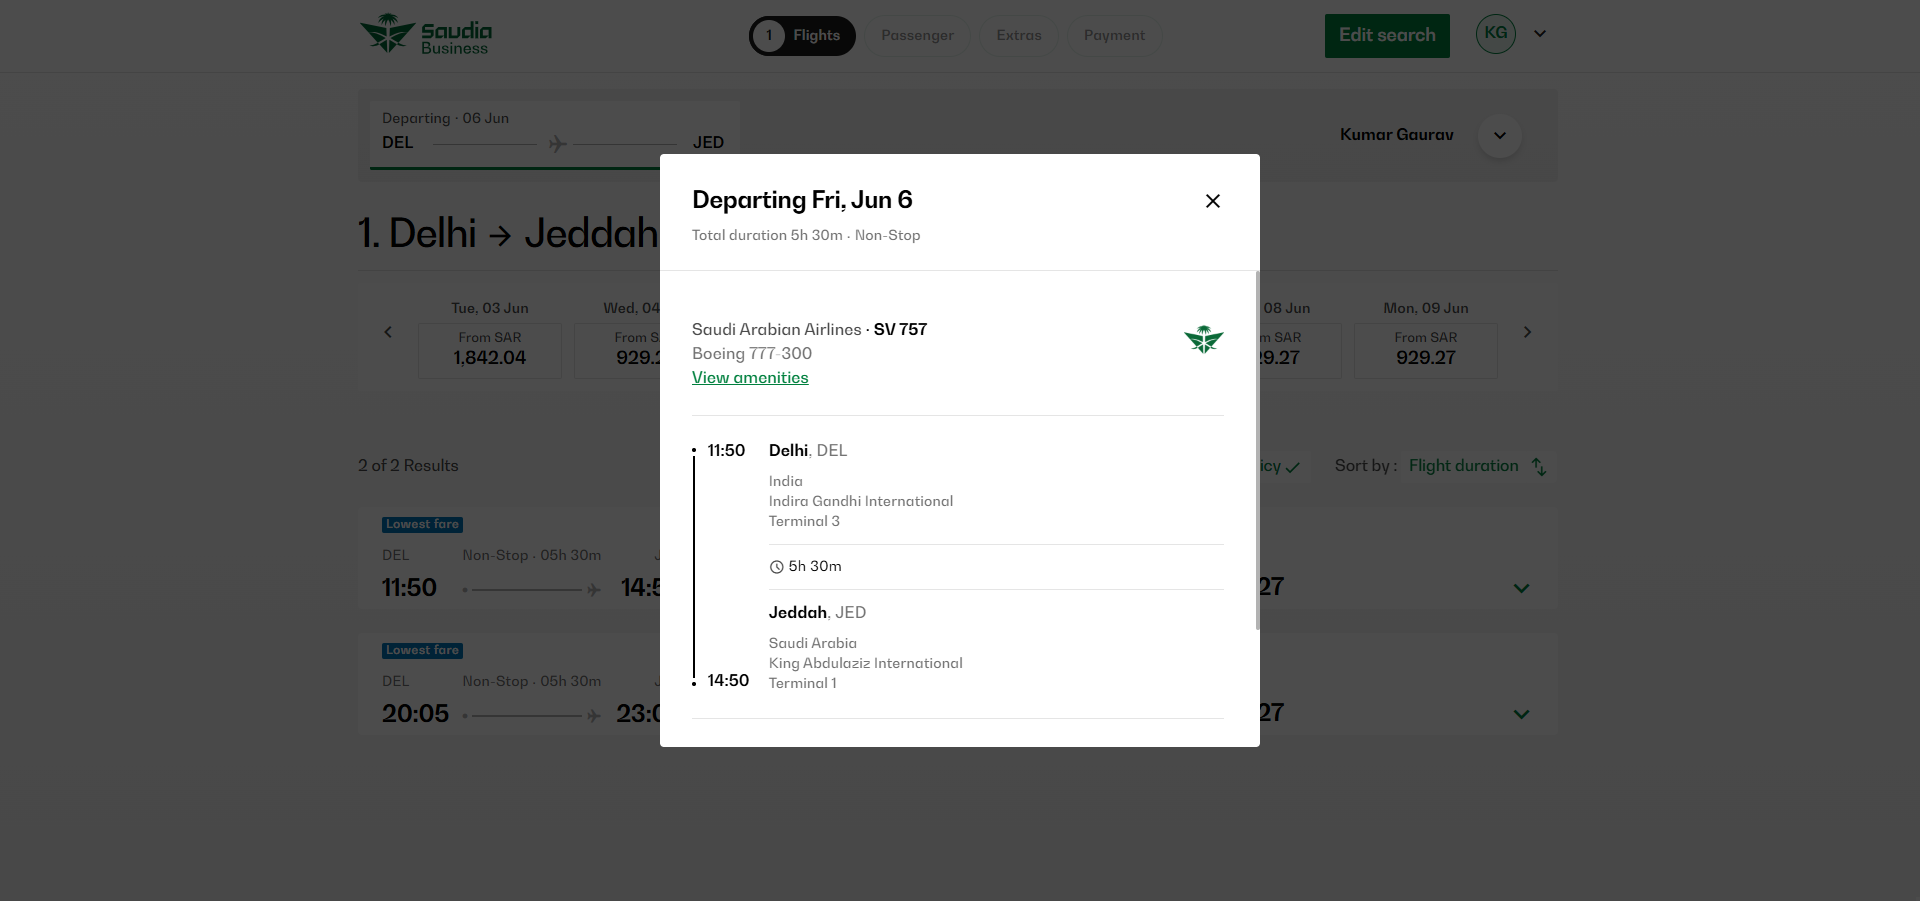 Saudia
Business
1 Flights
Passenger
Extras
Payment
Edit search
KG
Departing · 06 Jun
DEL JED
Kumar Gaurav
Departing Fri, Jun 6
Total duration 5h 30m · Non-Stop
1. Delhi → Jeddah
Tue, 03 Jun
From SAR
1,842.04
Wed, 04
From S
929.2
08 Jun
m SAR
9.27
Mon, 09 Jun
From SAR
929.27
Saudi Arabian Airlines · SV 757
Boeing 777-300
View amenities
11:50 Delhi, DEL
India
Indira Gandhi International
Terminal 3
5h 30m
Jeddah, JED
Saudi Arabia
King Abdulaziz International
14:50 Terminal 1
2 of 2 Results
icy
Sort by : Flight duration
Lowest fare
DEL Non-Stop · 05h 30m
11:50 14:5
27
Lowest fare
DEL Non-Stop · 05h 30m
20:05 23:0
27